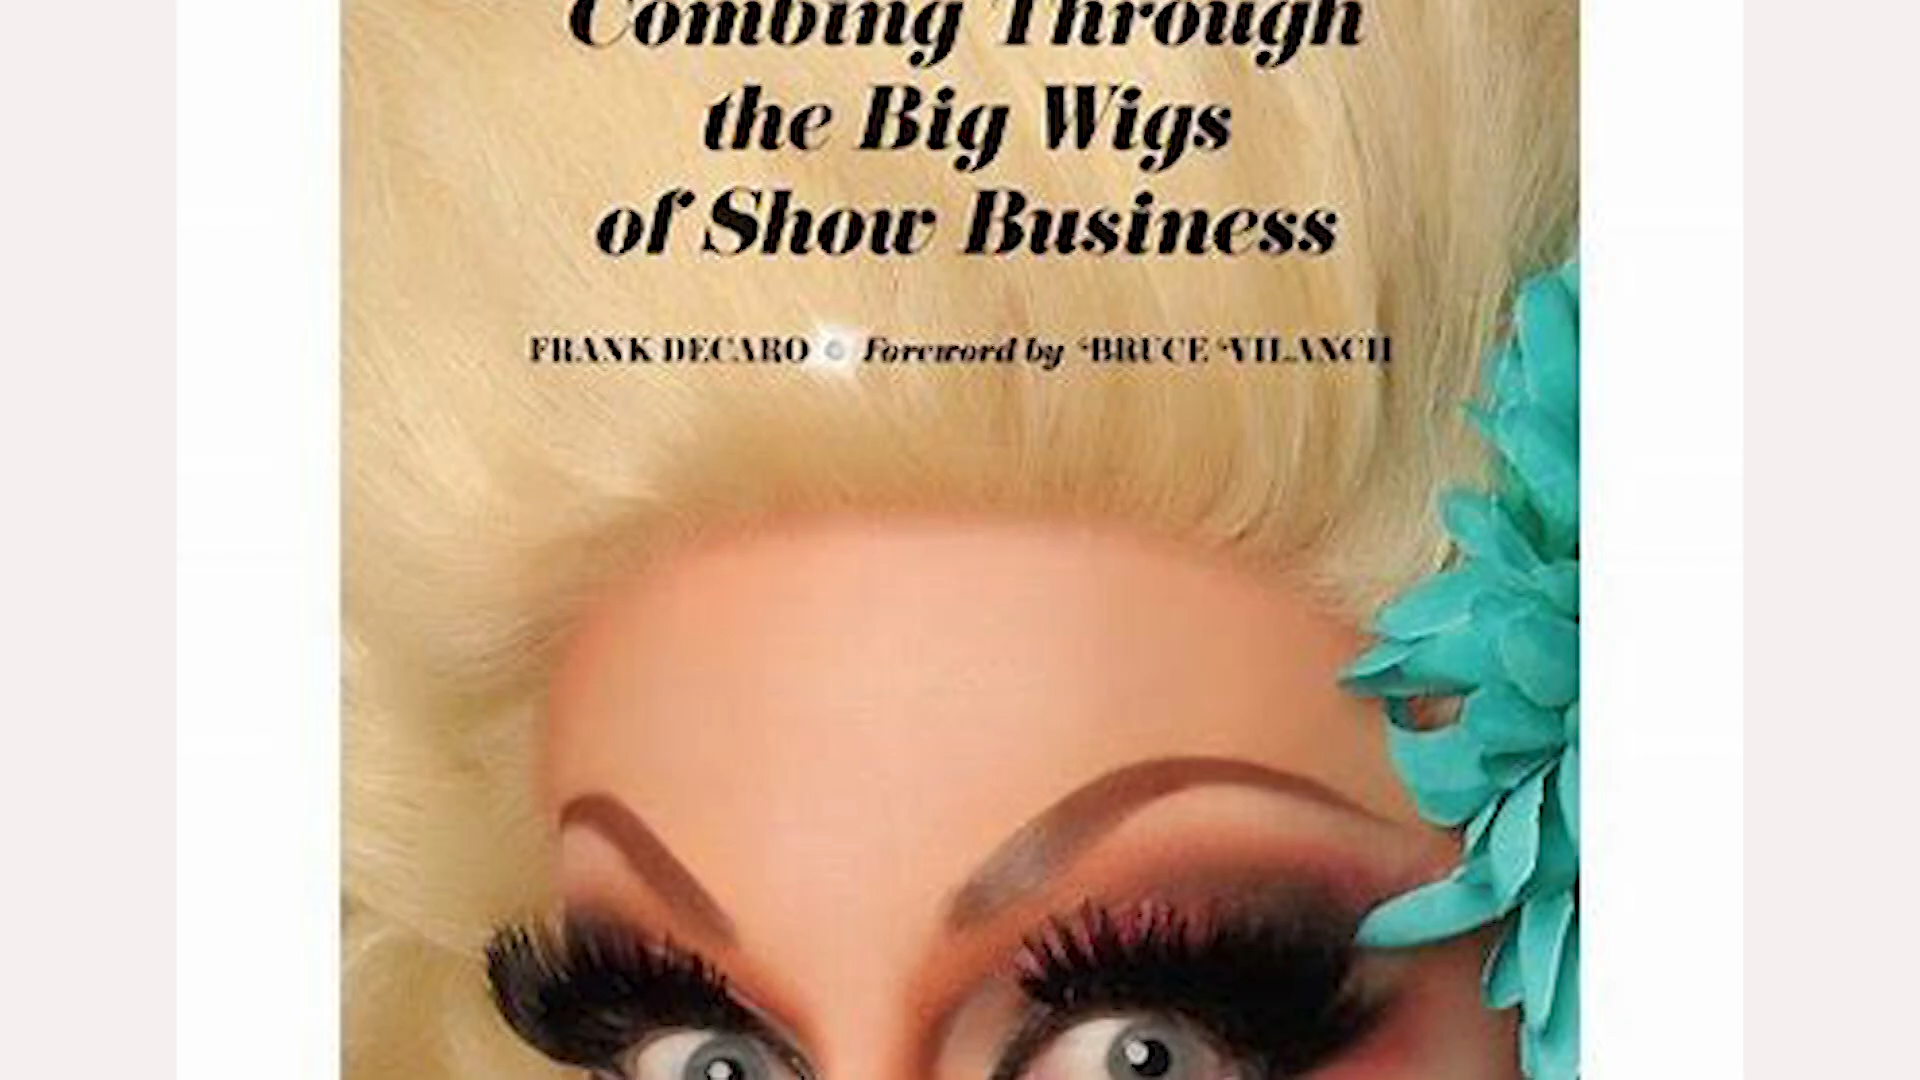 Combing Through
the Big Wigs
of Show Business
FRANK DECARO Foreword by BRUCE VILANCH